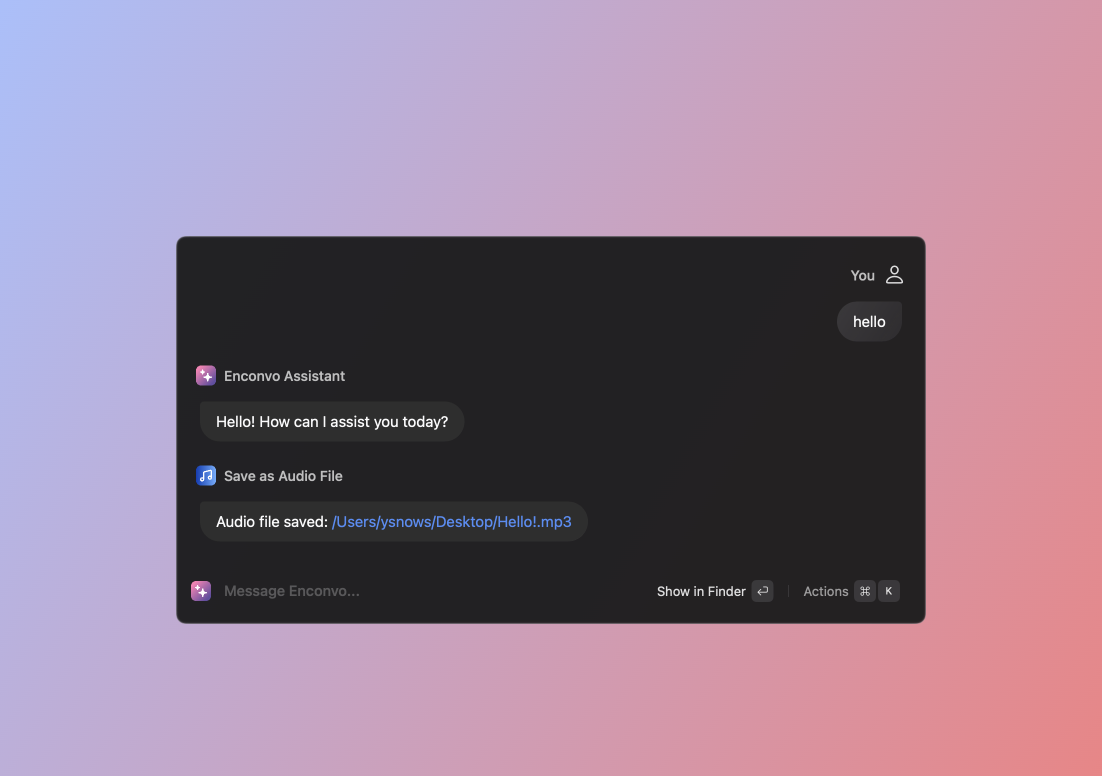 You
hello
Enconvo Assistant
Hello! How can I assist you today?
Save as Audio File
Audio file saved: /Users/ysnows/Desktop/Hello!.mp3
Message Enconvo...
Show in Finder ↩ Actions ⌘ K